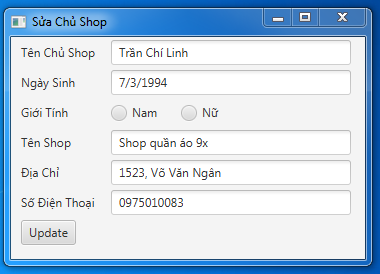 Sửa Chủ Shop
Tên Chủ Shop Trần Chí Linh
Ngày Sinh 7/3/1994
Giới Tính Nam Nữ
Tên Shop Shop quần áo 9x
Địa Chỉ 1523, Võ Văn Ngân
Số Điện Thoại 0975010083
Update